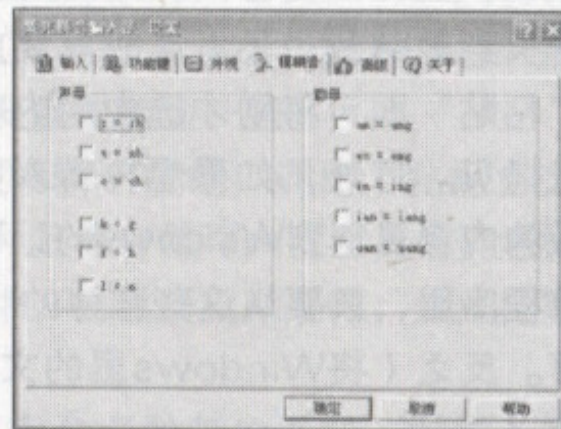 输入 功能键 外观 模糊音 高级 关于
声母
z = zh
s = sh
c = ch
k = g
f = h
l = n
韵母
an = ang
en = eng
in = ing
ian = iang
uan = uang
确定 取消 帮助